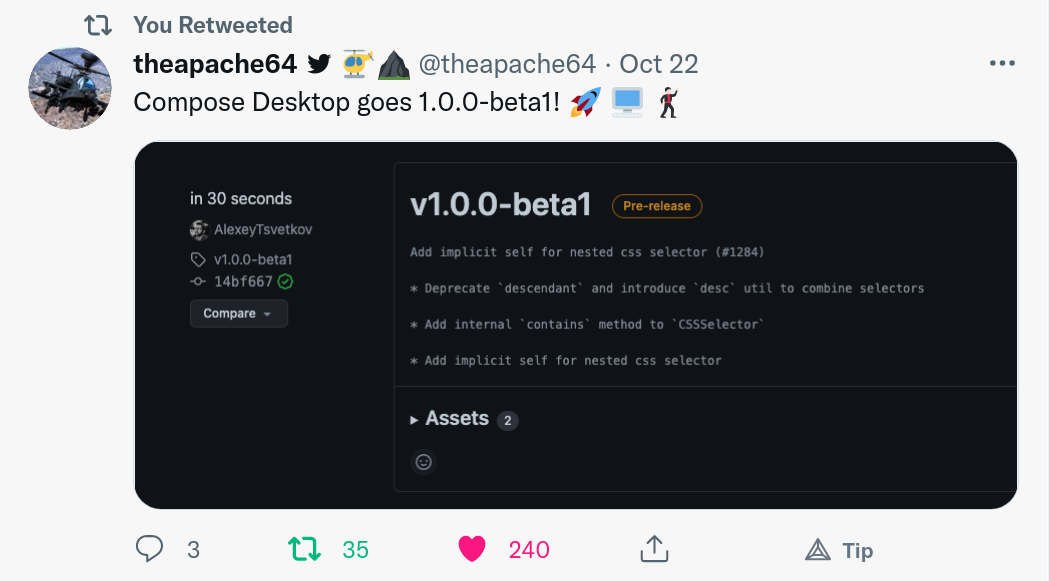 You Retweeted
theapache64 🐦🚁⛰️ @theapache64 · Oct 22
Compose Desktop goes 1.0.0-beta1! 🚀 🖥️ 🕺
in 30 seconds
AlexeyTsvetkov
v1.0.0-beta1
14bf667
Compare
v1.0.0-beta1 Pre-release
Add implicit self for nested css selector (#1284)
* Deprecate `descendant` and introduce `desc` util to combine selectors
* Add internal `contains` method to `CSSSelector`
* Add implicit self for nested css selector
Assets 2
3 35 240 Tip